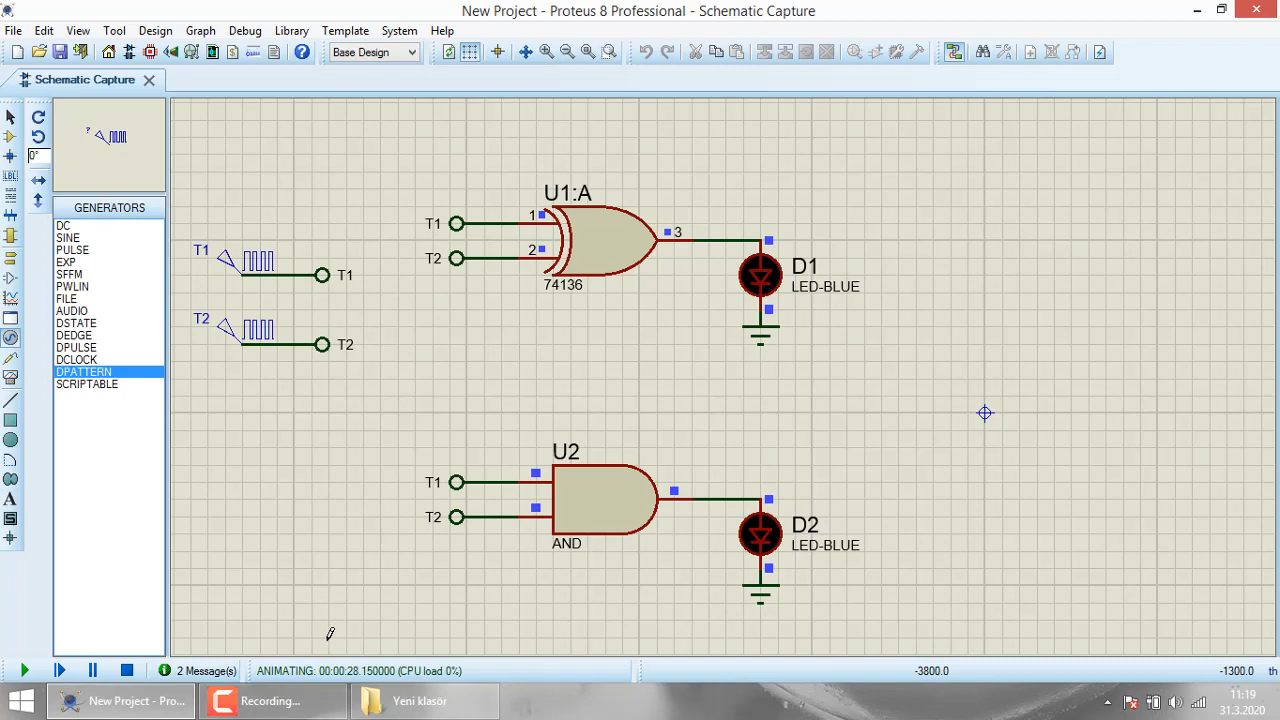 New Project - Proteus 8 Professional - Schematic Capture
File Edit View Tool Design Graph Debug Library Template System Help
Base Design
Schematic Capture
0°
GENERATORS
DC
SINE
PULSE
EXP
SFFM
PWLIN
FILE
AUDIO
DSTATE
DEDGE
DPULSE
DCLOCK
DPATTERN
SCRIPTABLE
LBL
A
S
?
T1
T1
T2
T2
U1:A
T1
1
T2
2
3
74136
D1
LED-BLUE
U2
T1
T2
AND
D2
LED-BLUE
2 Message(s)
ANIMATING: 00:00:28.150000 (CPU load 0%)
-3800.0
-1300.0
th
New Project - Pro...
Recording...
Yeni klasör
11:19
31.3.2020